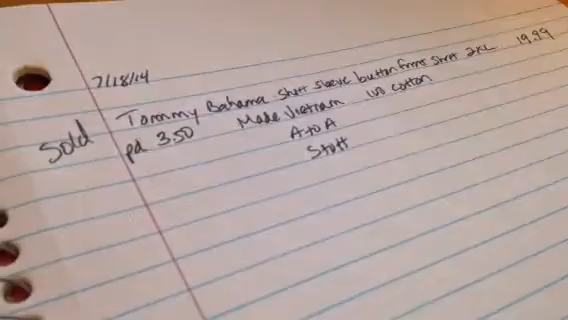 7/18/14
Sold Tommy Bahama Short sleeve button front shirt 2XL 19.99
pd 3.50 Made Vietnam 100 cotton
A to A